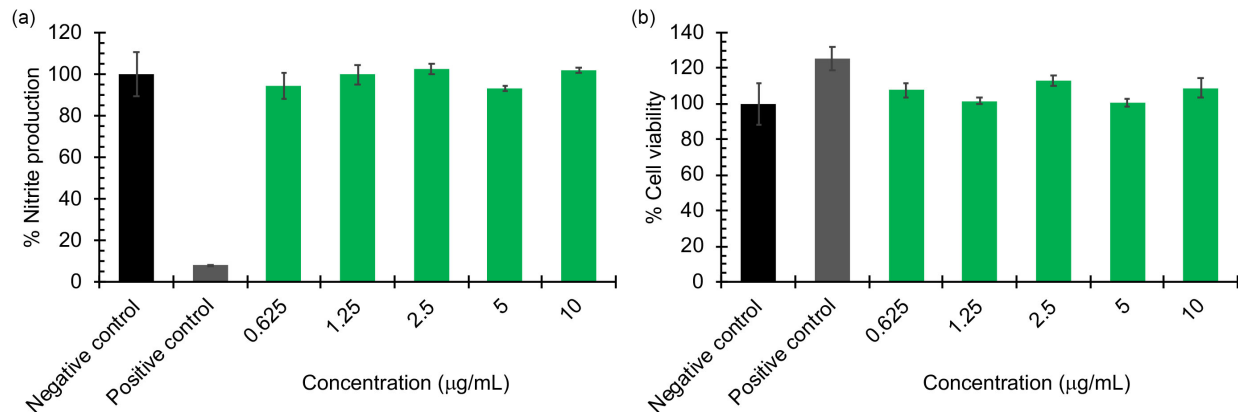 (a)
% Nitrite production
120
100
80
60
40
20
0
Negative control
Positive control
0.625
1.25
2.5
5
10
Concentration (μg/mL)
(b)
% Cell viability
140
120
100
80
60
40
20
0
Negative control
Positive control
0.625
1.25
2.5
5
10
Concentration (μg/mL)